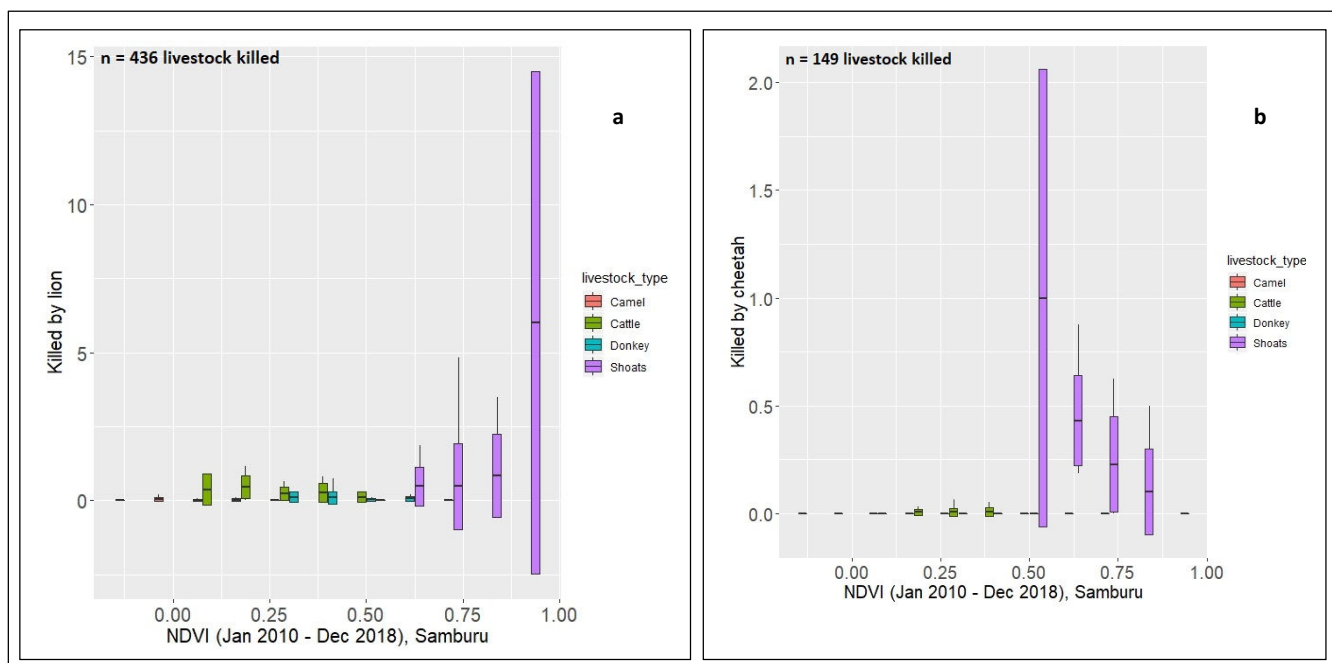 n = 436 livestock killed
a
15
10
5
0
Killed by lion
0.00 0.25 0.50 0.75 1.00
NDVI (Jan 2010 - Dec 2018), Samburu
livestock_type
Camel
Cattle
Donkey
Shoats
n = 149 livestock killed
b
2.0
1.5
1.0
0.5
0.0
Killed by cheetah
0.00 0.25 0.50 0.75 1.00
NDVI (Jan 2010 - Dec 2018), Samburu
livestock_type
Camel
Cattle
Donkey
Shoats